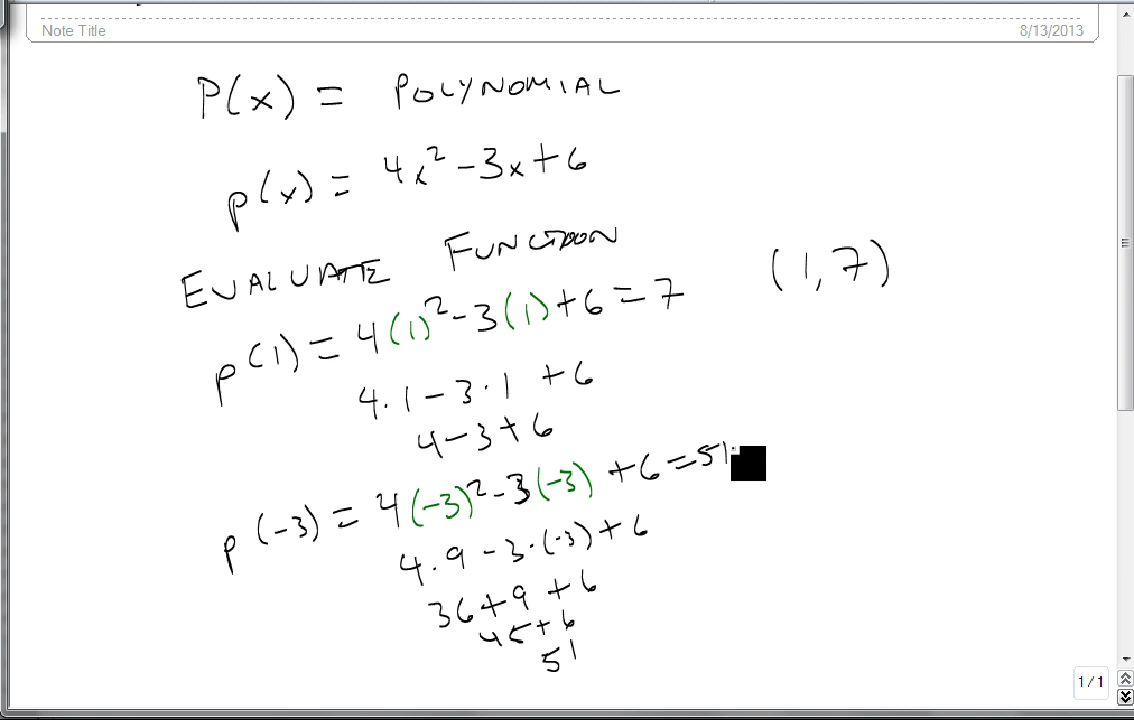 Note Title 8/13/2013
P(x) = POLYNOMIAL
p(x) = 4x² - 3x + 6
EVALUATE FUNCTION
p(1) = 4(1)² - 3(1) + 6 = 7 (1, 7)
4 · 1 - 3 · 1 + 6
4 - 3 + 6
p(-3) = 4(-3)² - 3(-3) + 6 = 51
4 · 9 - 3 · (-3) + 6
36 + 9 + 6
45 + 6
51
1 / 1